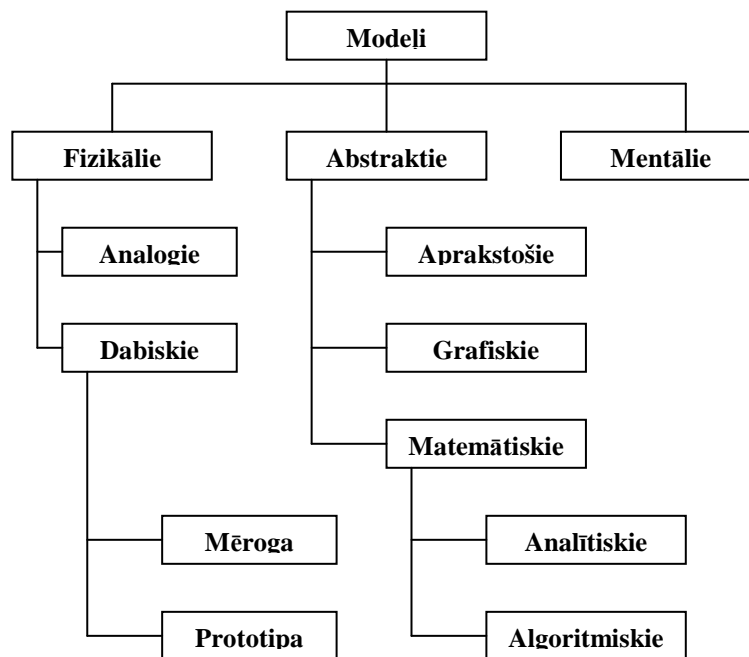 Modeļi
Fizikālie
Abstraktie
Mentālie
Analogie
Aprakstošie
Dabiskie
Grafiskie
Matemātiskie
Mēroga
Analītiskie
Prototipa
Algoritmiskie